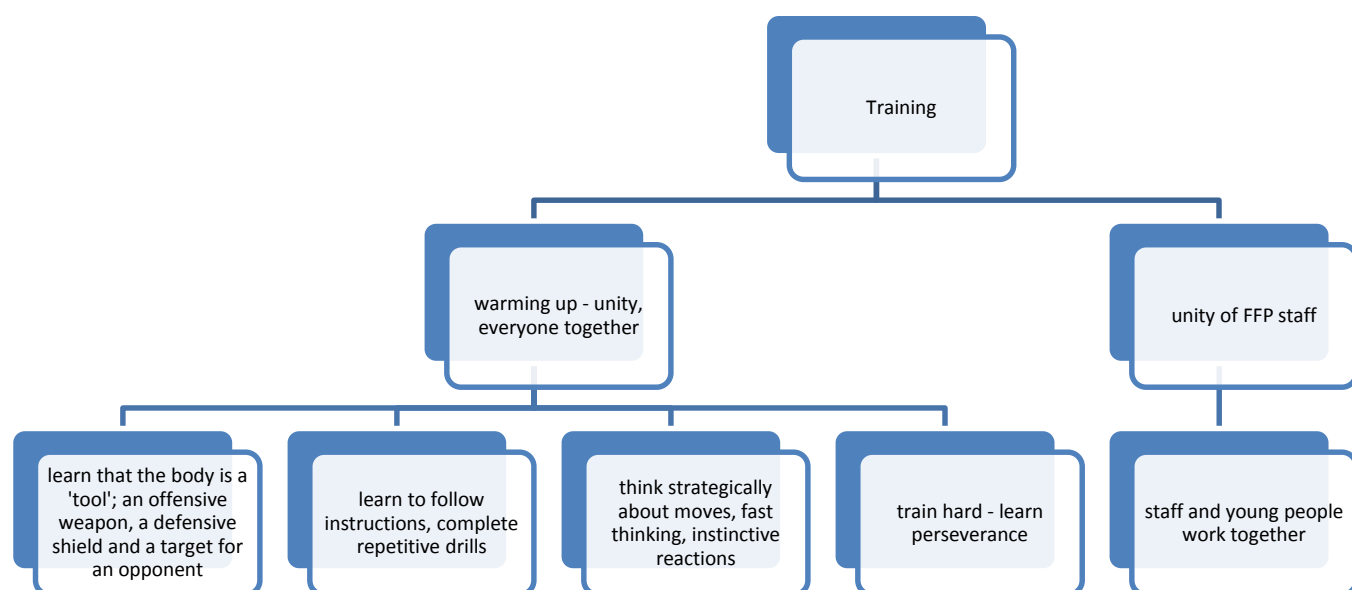 Training
warming up - unity,
everyone together
unity of FFP staff
learn that the body is a
'tool'; an offensive
weapon, a defensive
shield and a target for
an opponent
learn to follow
instructions, complete
repetitive drills
think strategically
about moves, fast
thinking, instinctive
reactions
train hard - learn
perseverance
staff and young people
work together